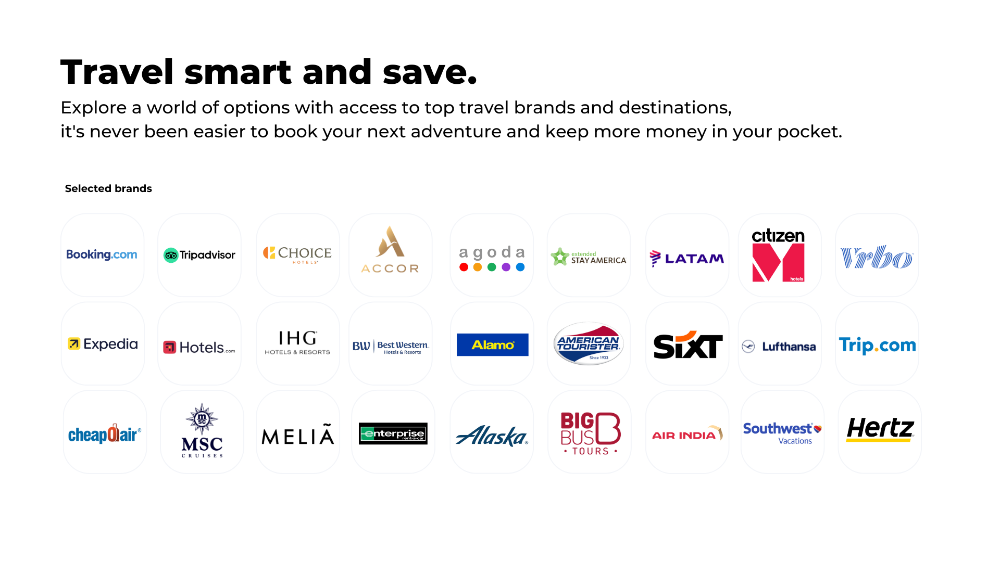 Travel smart and save.
Explore a world of options with access to top travel brands and destinations,
it's never been easier to book your next adventure and keep more money in your pocket.
Selected brands
Booking.com
Tripadvisor
CHOICE
HOTELS
ACCOR
agoda
extended
STAY AMERICA
LATAM
citizen
M
hotels
Vrbo
Expedia
Hotels.com
IHG
HOTELS & RESORTS
BW Best Western.
Hotels & Resorts
Alamo
AMERICAN
TOURISTER
Since 1933
SIXT
Lufthansa
Trip.com
cheapOair®
m
sc
MSC
CRUISES
MELIÃ
enterprise
rent-a-car
Alaska®
BIG B
BUS
• TOURS •
AIR INDIA
Southwest®
Vacations
Hertz